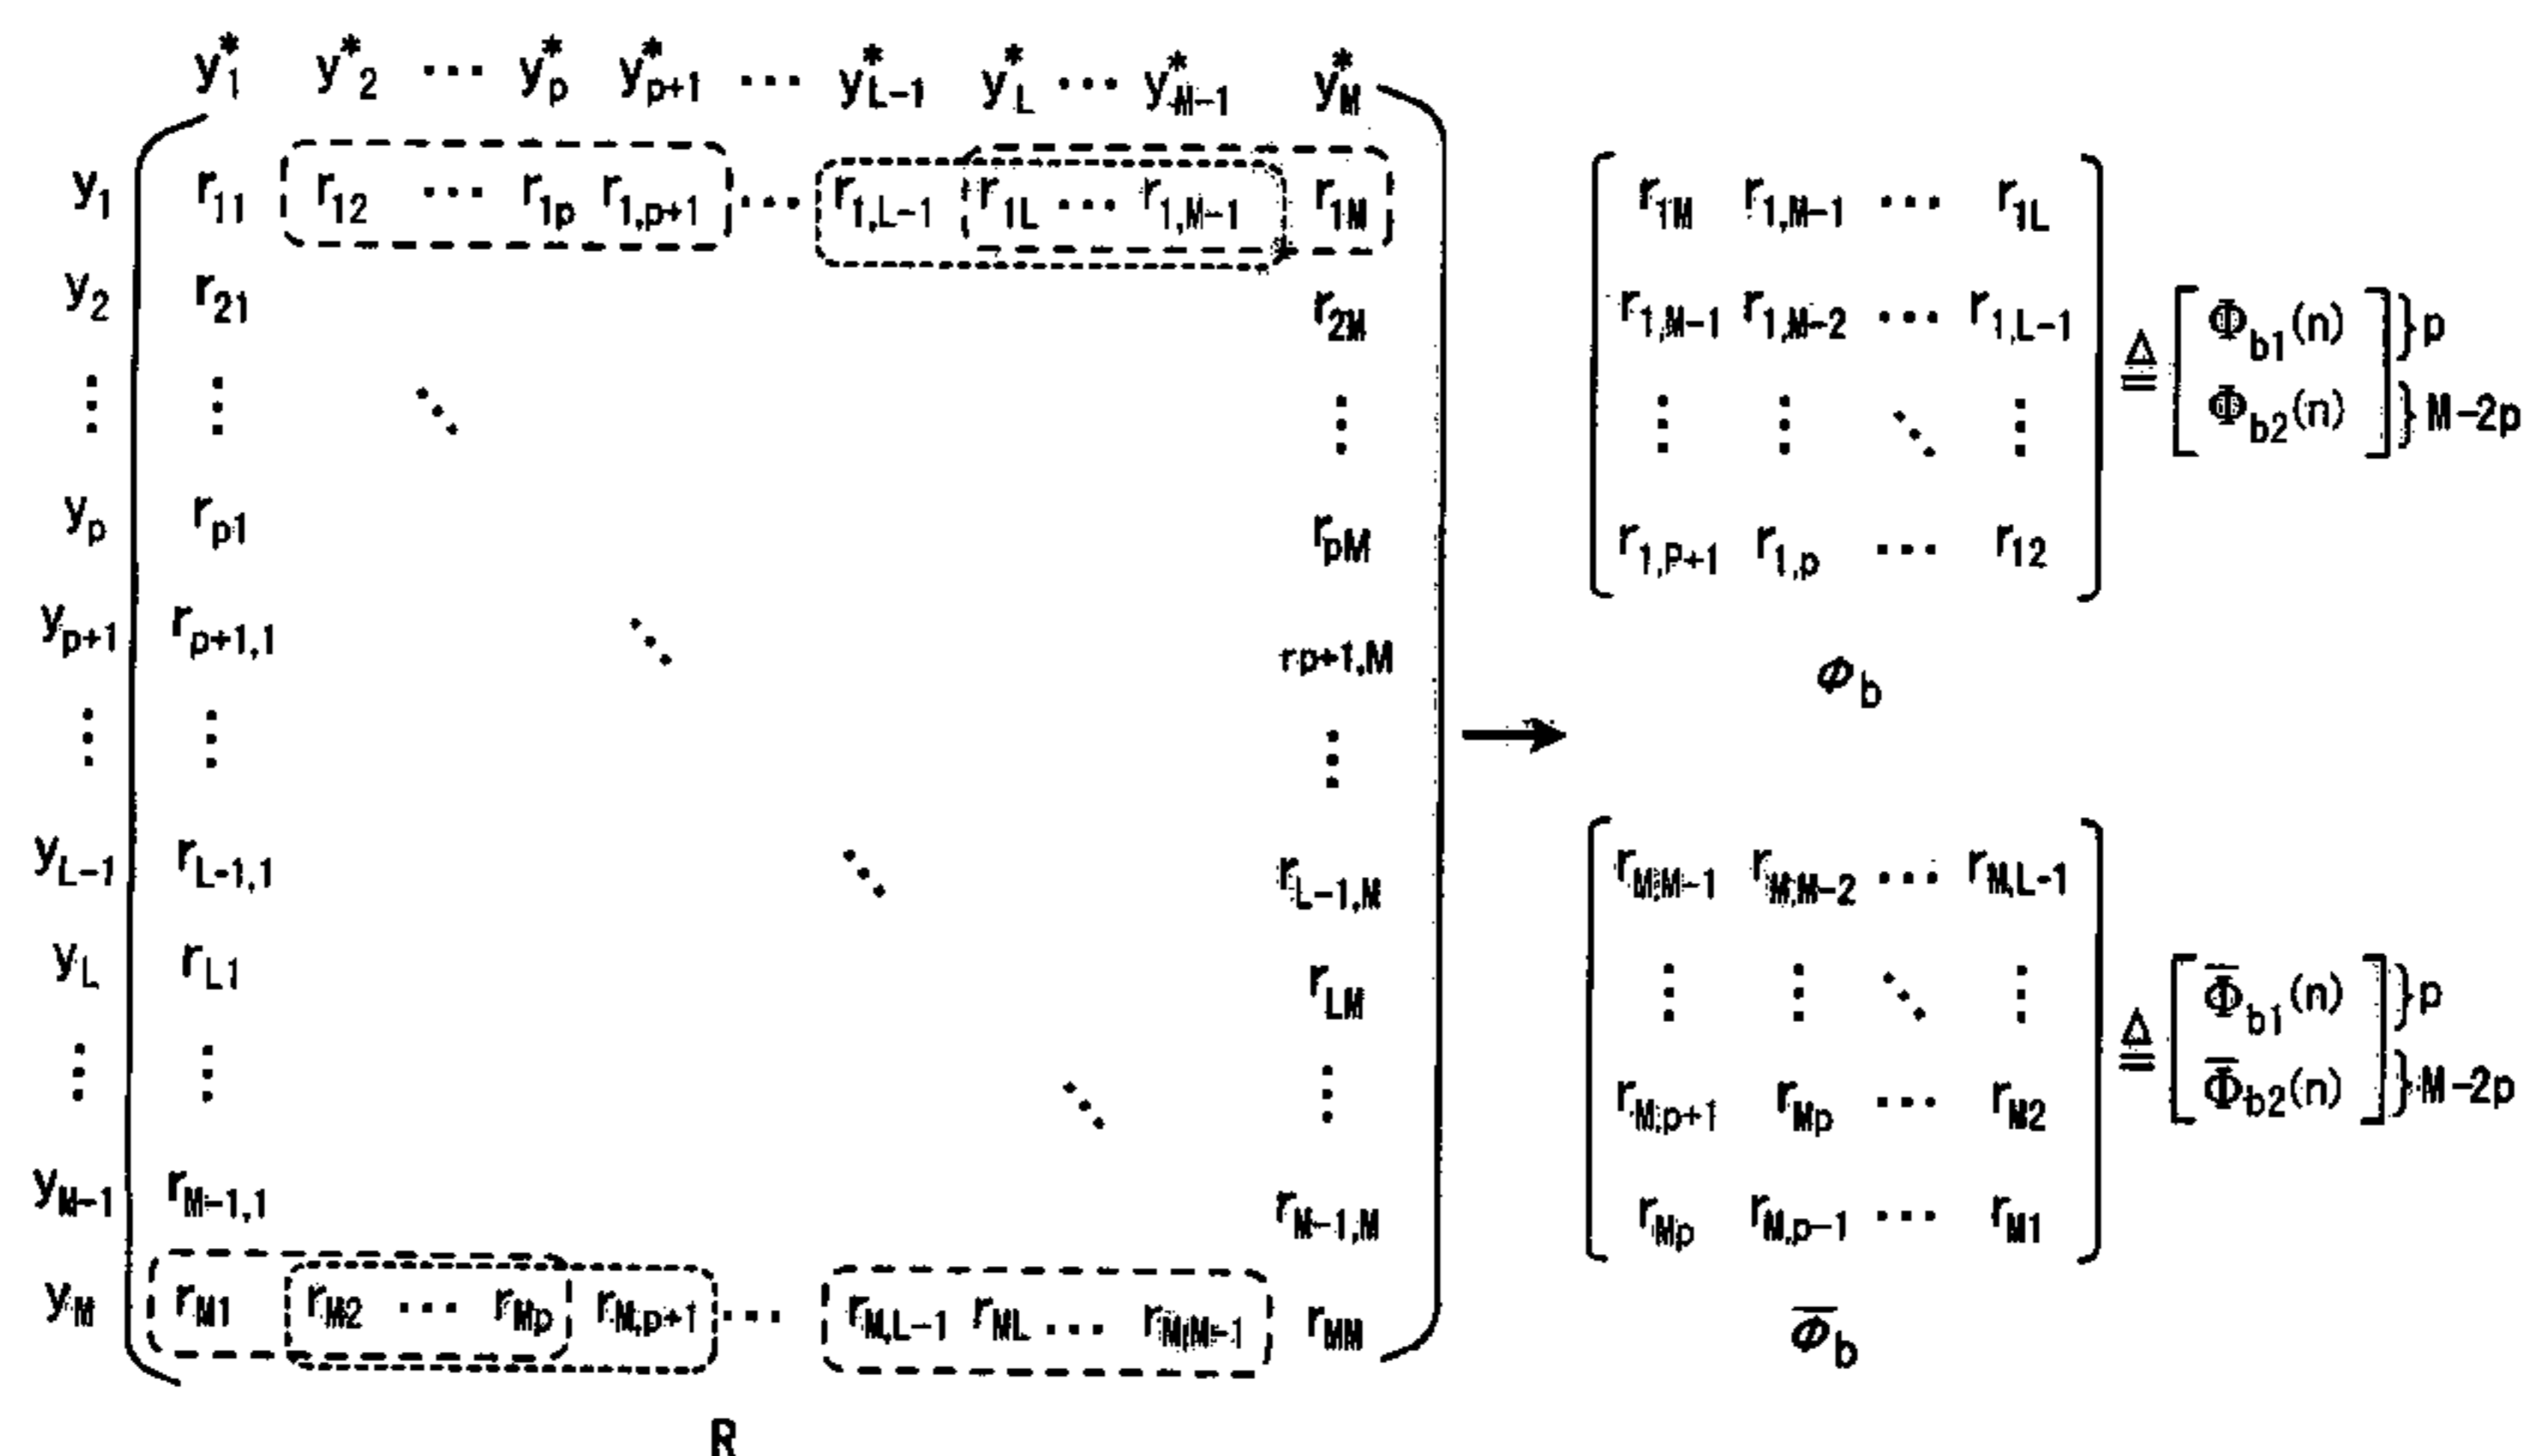 y*1 y*2 ... y*p y*p+1 ... y*L-1 y*L ... y*M-1 y*M
y1 r11 r12 ... r1p r1,p+1 ... r1,L-1 r1L ... r1,M-1 r1M
y2 r21 r2M
yp rp1 rpM
yp+1 rp+1,1 rp+1,M
yL-1 rL-1,1 rL-1,M
yL rL1 rLM
yM-1 rM-1,1 rM-1,M
yM rM1 rM2 ... rMp rM,p+1 ... rM,L-1 rML ... rM,M-1 rMM
R
r1M r1,M-1 ... r1L
r1,M-1 r1,M-2 ... r1,L-1
r1,P+1 r1,p ... r12
Φb
≜ Φb1(n) } p
Φb2(n) } M-2p
rM,M-1 rM,M-2 ... rM,L-1
rM,p+1 rMp ... rM2
rMp rM,p-1 ... rM1
Φ̅b
≜ Φ̅b1(n) } p
Φ̅b2(n) } M-2p